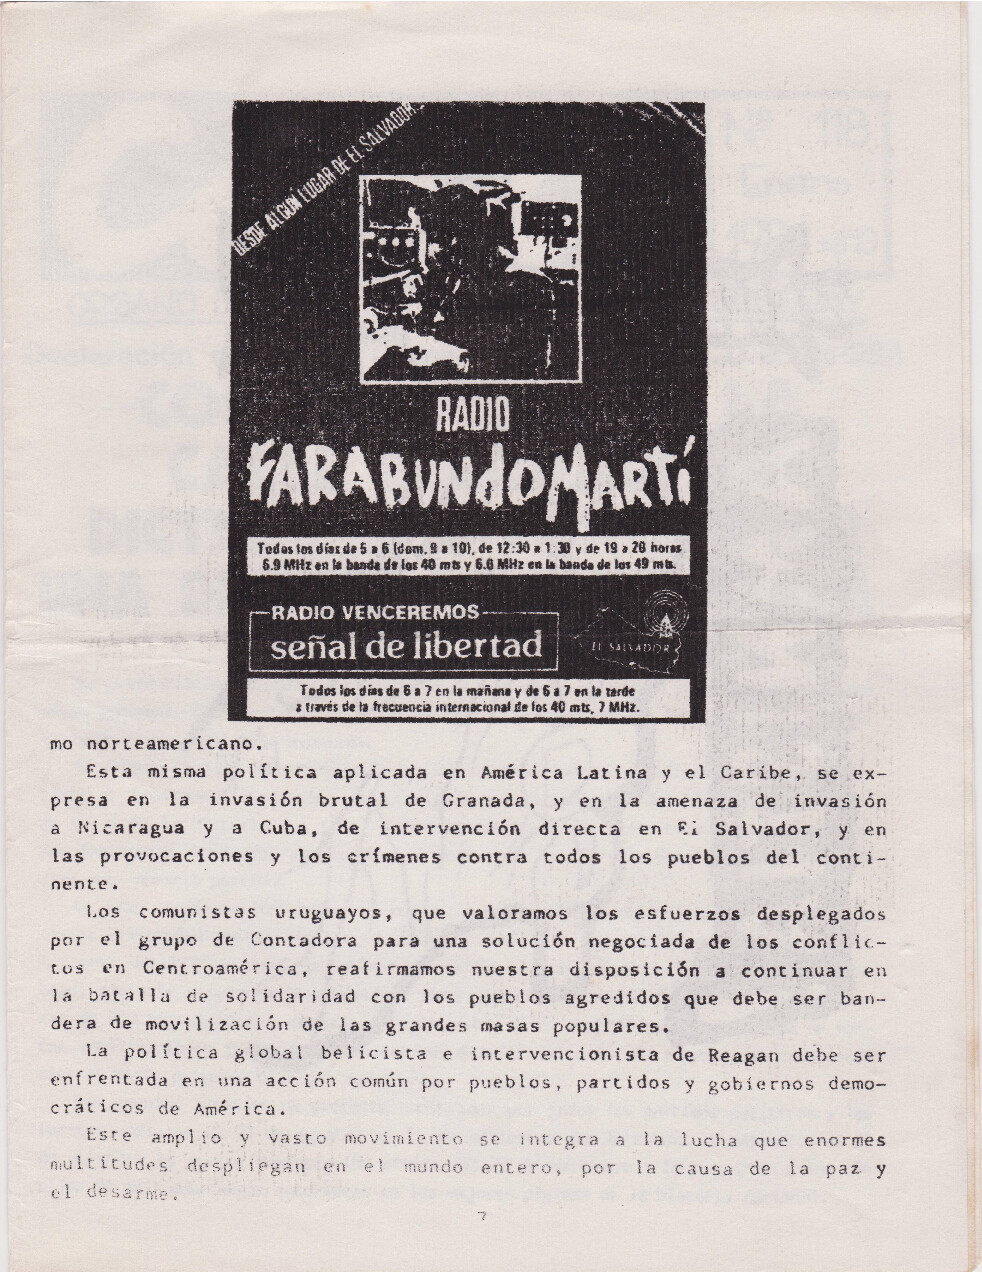 DESDE ALGUN LUGAR DE EL SALVADOR...
RADIO
FARABUNDO MARTÍ
Todos los días de 5 a 6 (dom. 9 a 10), de 12:30 a 1:30 y de 19 a 20 horas
6.9 MHz en la banda de los 40 mts y 6.6 MHz en la banda de los 49 mts.
RADIO VENCEREMOS
señal de libertad
EL SALVADOR
Todos los días de 6 a 7 en la mañana y de 6 a 7 en la tarde
a través de la frecuencia internacional de los 40 mts, 7 MHz.
mo norteamericano.
Esta misma política aplicada en América Latina y el Caribe, se ex-
presa en la invasión brutal de Granada, y en la amenaza de invasión
a Nicaragua y a Cuba, de intervención directa en El Salvador, y en
las provocaciones y los crímenes contra todos los pueblos del conti-
nente.
Los comunistas uruguayos, que valoramos los esfuerzos desplegados
por el grupo de Contadora para una solución negociada de los conflic-
tos en Centroamérica, reafirmamos nuestra disposición a continuar en
la batalla de solidaridad con los pueblos agredidos que debe ser ban-
dera de movilización de las grandes masas populares.
La política global belicista e intervencionista de Reagan debe ser
enfrentada en una acción común por pueblos, partidos y gobiernos demo-
cráticos de América.
Este amplio y vasto movimiento se integra a la lucha que enormes
multitudes despliegan en el mundo entero, por la causa de la paz y
el desarme.
7